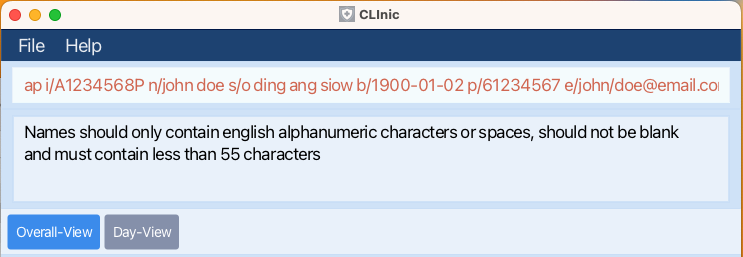 CLInic
File Help
ap i/A1234568P n/john doe s/o ding ang siow b/1900-01-02 p/61234567 e/john/doe@email.co
Names should only contain english alphanumeric characters or spaces, should not be blank
and must contain less than 55 characters
Overall-View Day-View